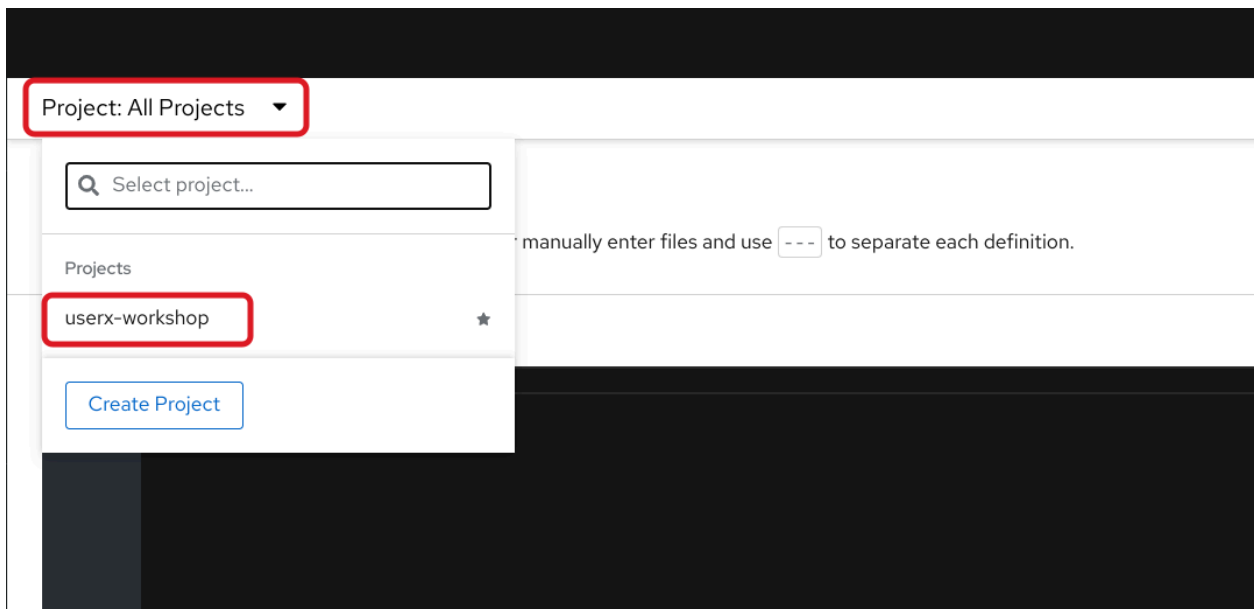 Project: All Projects
Select project...
manually enter files and use --- to separate each definition.
Projects
userx-workshop
Create Project